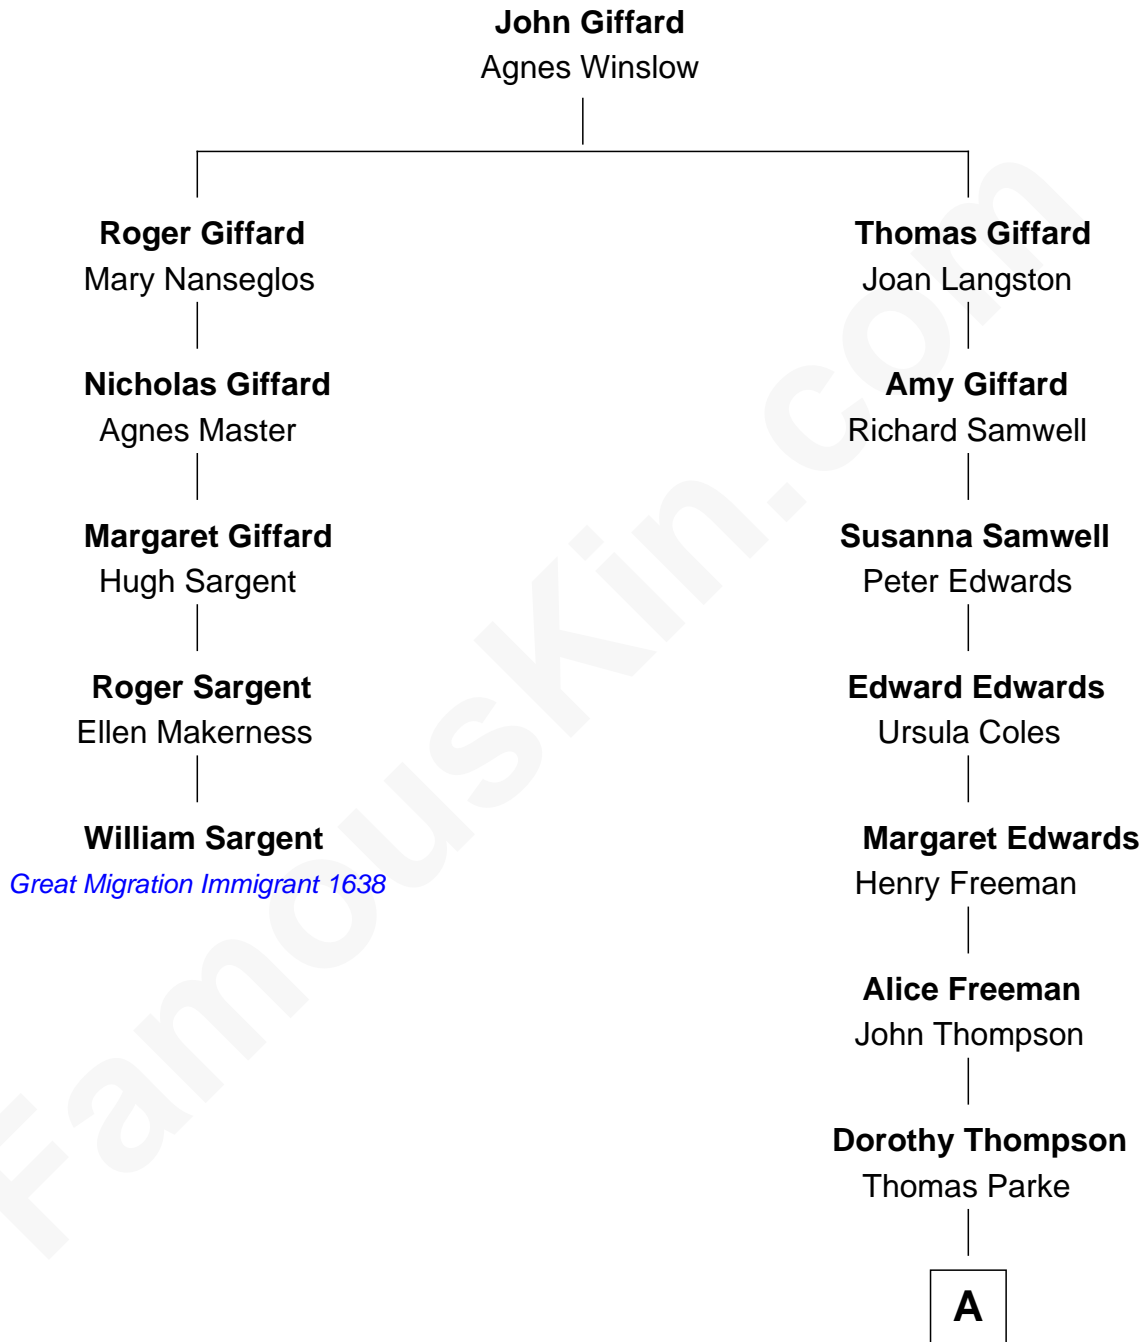 John Giffard
Agnes Winslow
Roger Giffard
Mary Nanseglos
Nicholas Giffard
Agnes Master
Margaret Giffard
Hugh Sargent
Roger Sargent
Ellen Makerness
William Sargent
Great Migration Immigrant 1638
Thomas Giffard
Joan Langston
Amy Giffard
Richard Samwell
Susanna Samwell
Peter Edwards
Edward Edwards
Ursula Coles
Margaret Edwards
Henry Freeman
Alice Freeman
John Thompson
Dorothy Thompson
Thomas Parke
A
FamousKin.com